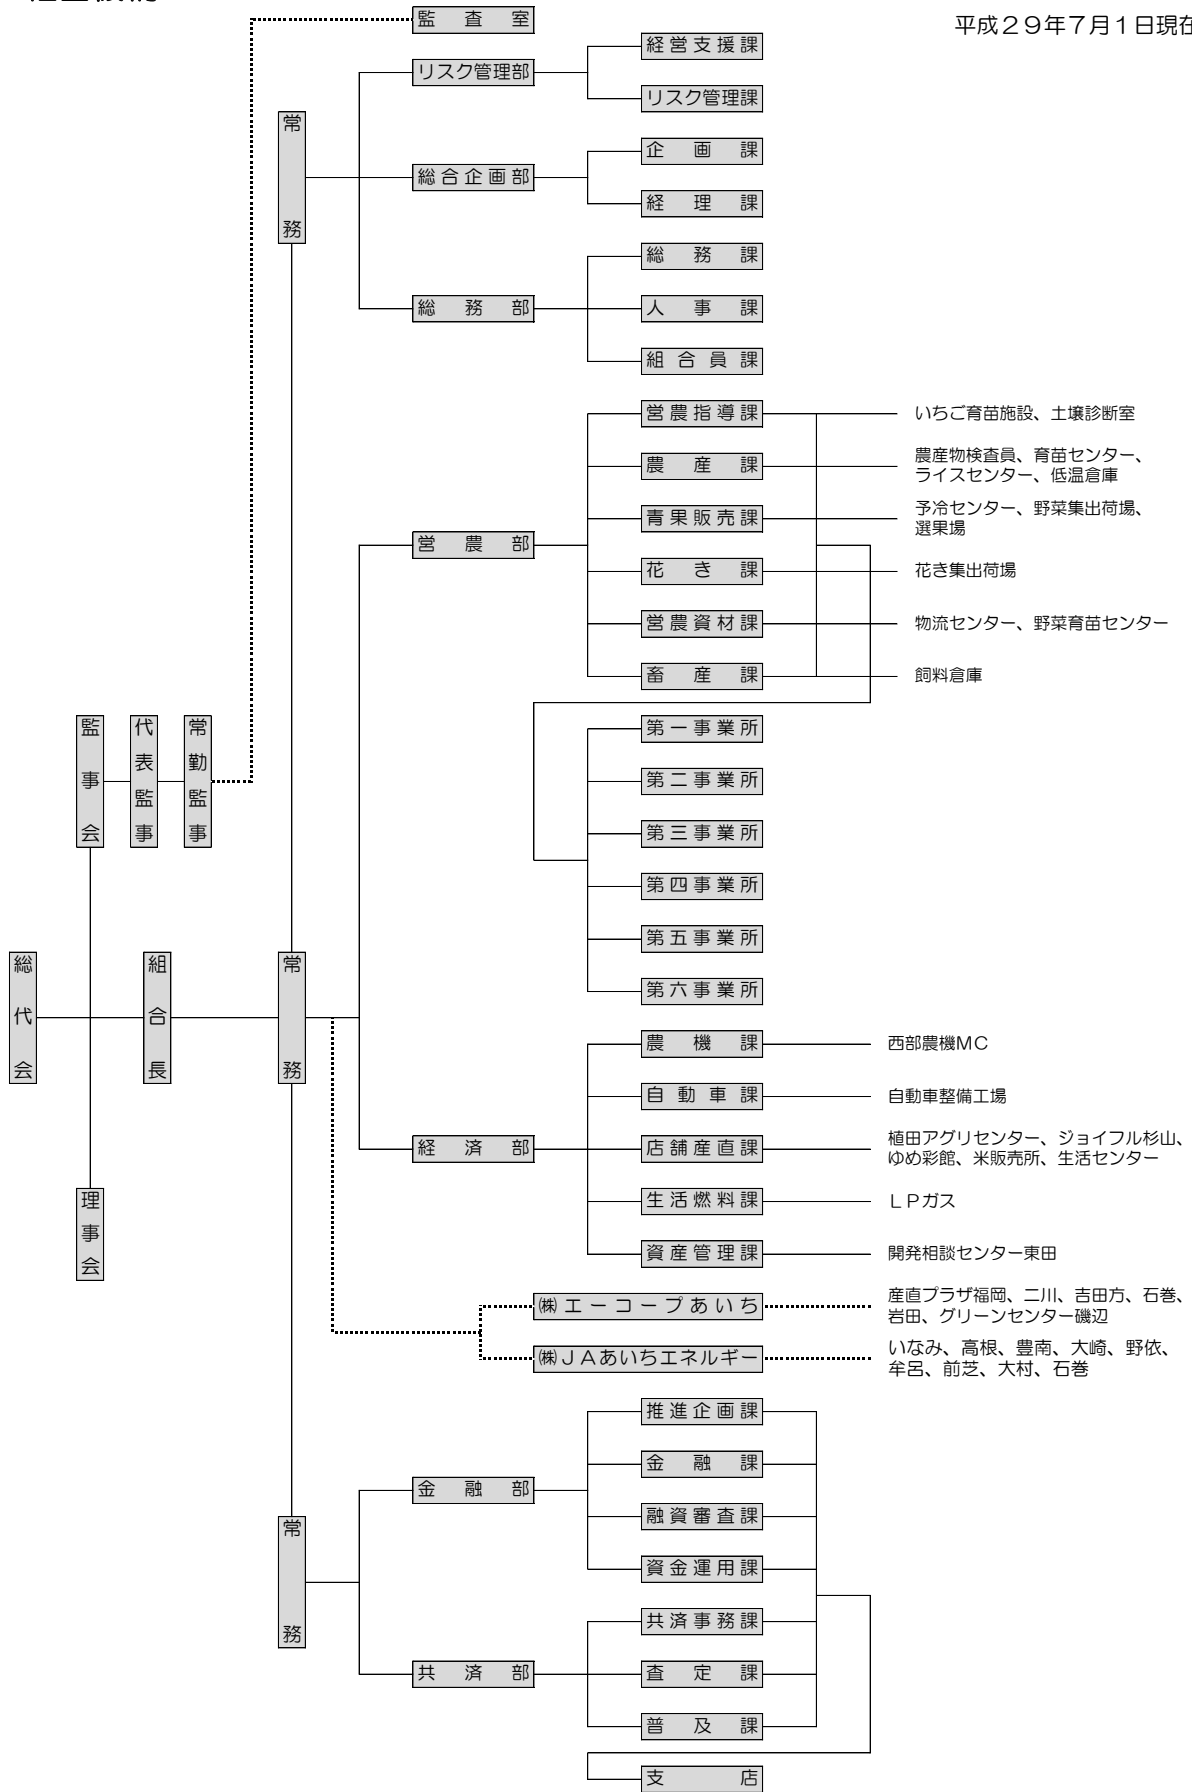 平成２９年７月１日現在
監査室
リスク管理部
経営支援課
リスク管理課
常務
総合企画部
企画課
経理課
総務部
総務課
人事課
組合員課
営農部
営農指導課
いちご育苗施設、土壌診断室
農産課
農産物検査員、育苗センター、
ライスセンター、低温倉庫
青果販売課
予冷センター、野菜集出荷場、
選果場
花き課
花き集出荷場
営農資材課
物流センター、野菜育苗センター
畜産課
飼料倉庫
監事会
代表監事
常勤監事
第一事業所
第二事業所
第三事業所
第四事業所
第五事業所
第六事業所
総代会
組合長
常務
理事会
経済部
農機課
西部農機MC
自動車課
自動車整備工場
店舗産直課
植田アグリセンター、ジョイフル杉山、
ゆめ彩館、米販売所、生活センター
生活燃料課
ＬＰガス
資産管理課
開発相談センター東田
㈱エーコープあいち
産直プラザ福岡、二川、吉田方、石巻、
岩田、グリーンセンター磯辺
㈱ＪＡあいちエネルギー
いなみ、高根、豊南、大崎、野依、
牟呂、前芝、大村、石巻
常務
金融部
推進企画課
金融課
融資審査課
資金運用課
共済部
共済事務課
査定課
普及課
支店